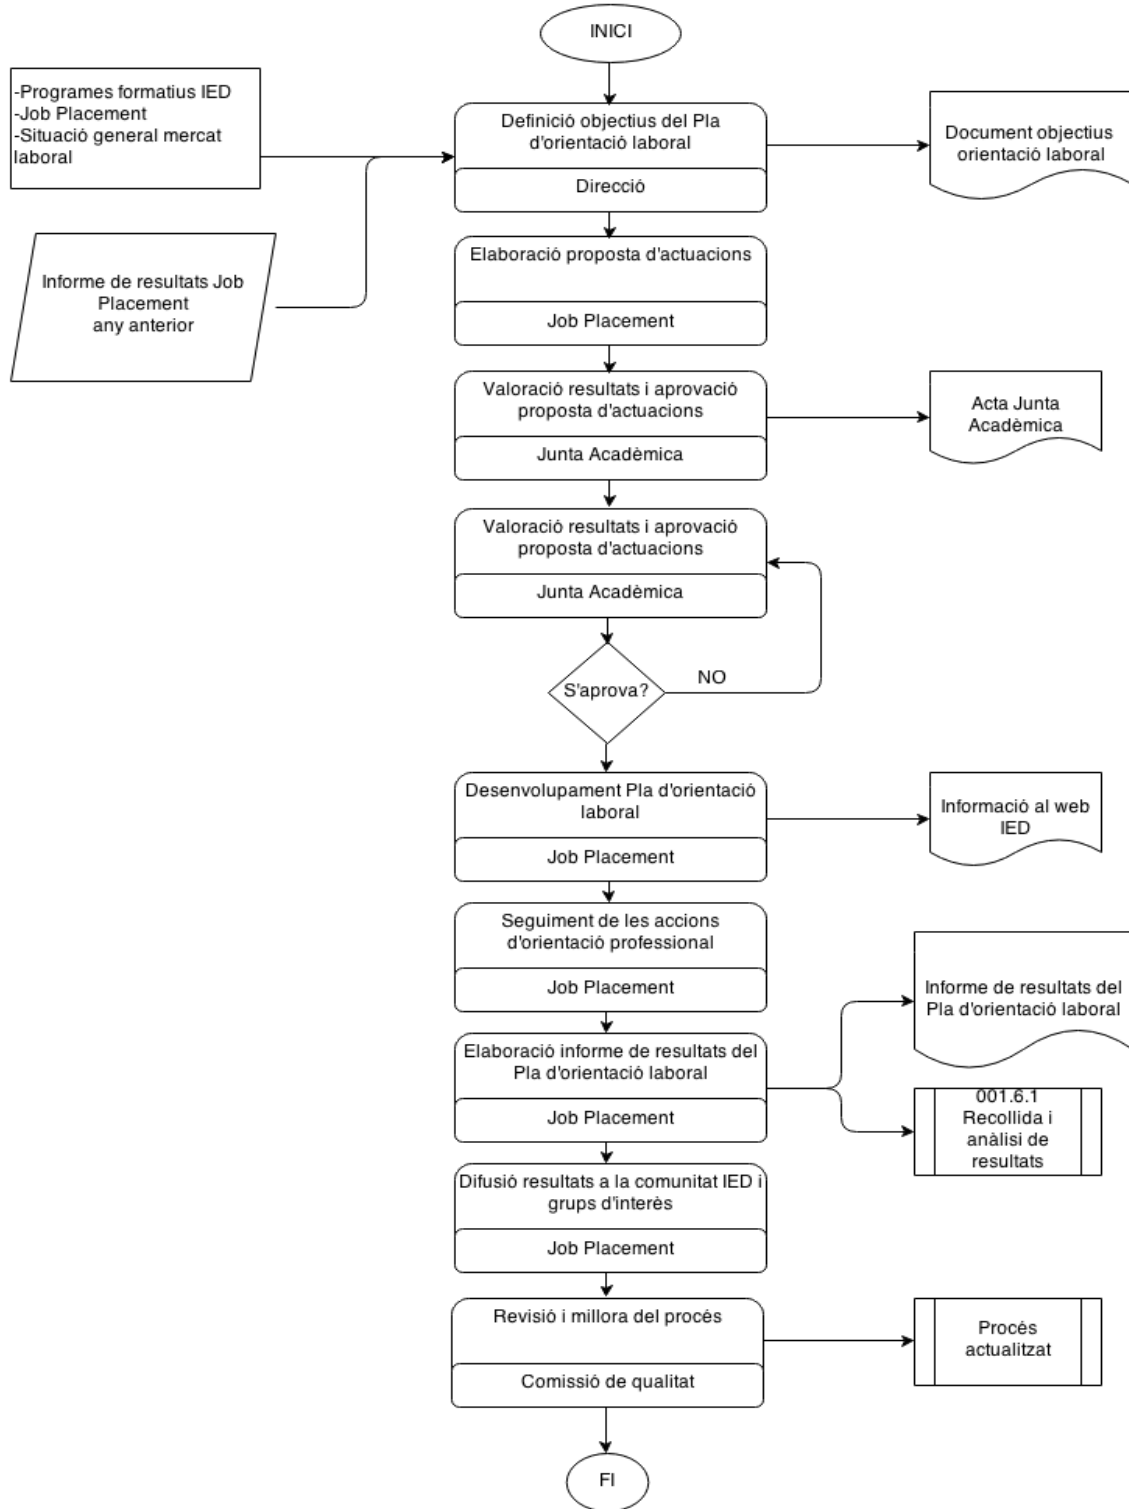 INICI
-Programes formatius IED
-Job Placement
-Situació general mercat
laboral
Definició objectius del Pla
d'orientació laboral
Direcció
Document objectius
orientació laboral
Informe de resultats Job
Placement
any anterior
Elaboració proposta d'actuacions
Job Placement
Valoració resultats i aprovació
proposta d'actuacions
Junta Acadèmica
Acta Junta
Acadèmica
Valoració resultats i aprovació
proposta d'actuacions
Junta Acadèmica
S'aprova?
NO
Desenvolupament Pla d'orientació
laboral
Job Placement
Informació al web
IED
Seguiment de les accions
d'orientació professional
Job Placement
Informe de resultats del
Pla d'orientació laboral
Elaboració informe de resultats del
Pla d'orientació laboral
Job Placement
001.6.1
Recollida i
anàlisi de
resultats
Difusió resultats a la comunitat IED i
grups d'interès
Job Placement
Revisió i millora del procés
Comissió de qualitat
Procés
actualitzat
FI